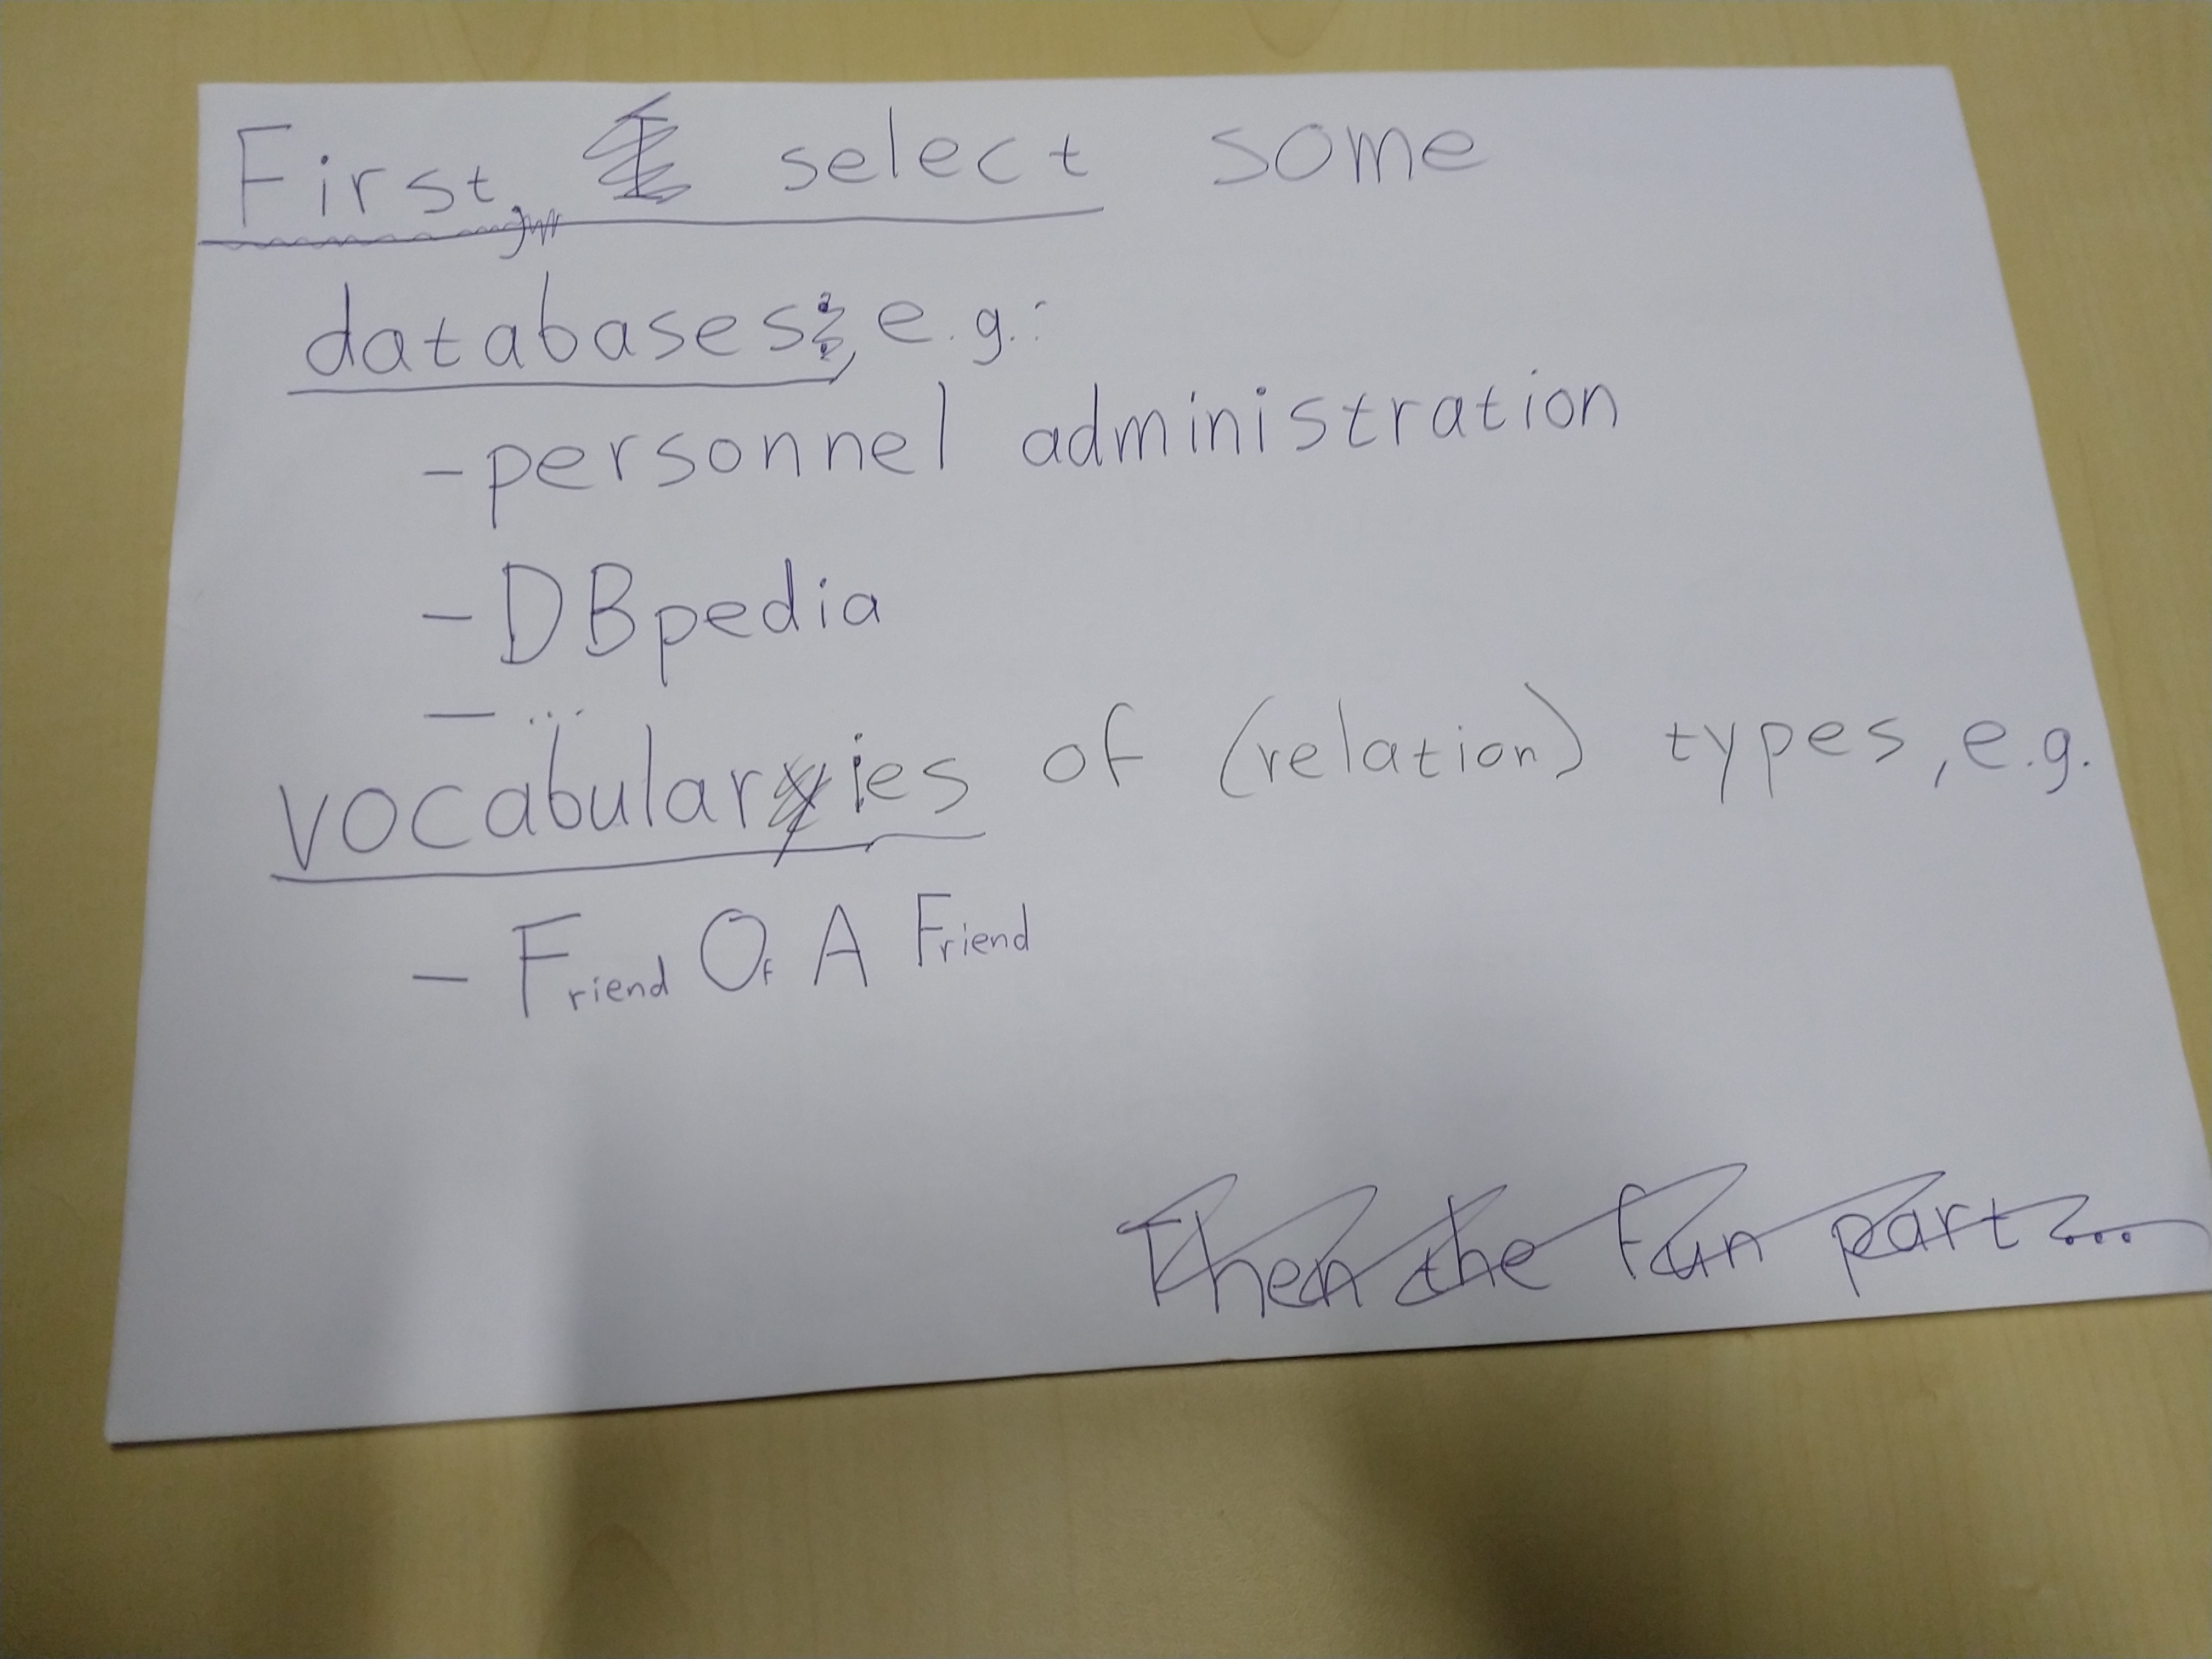 First, select some
databases, e.g.:
- personnel administration
- DBpedia
- ...
vocabularies of (relation) types, e.g.
- Friend Of A Friend
Then the fun part...